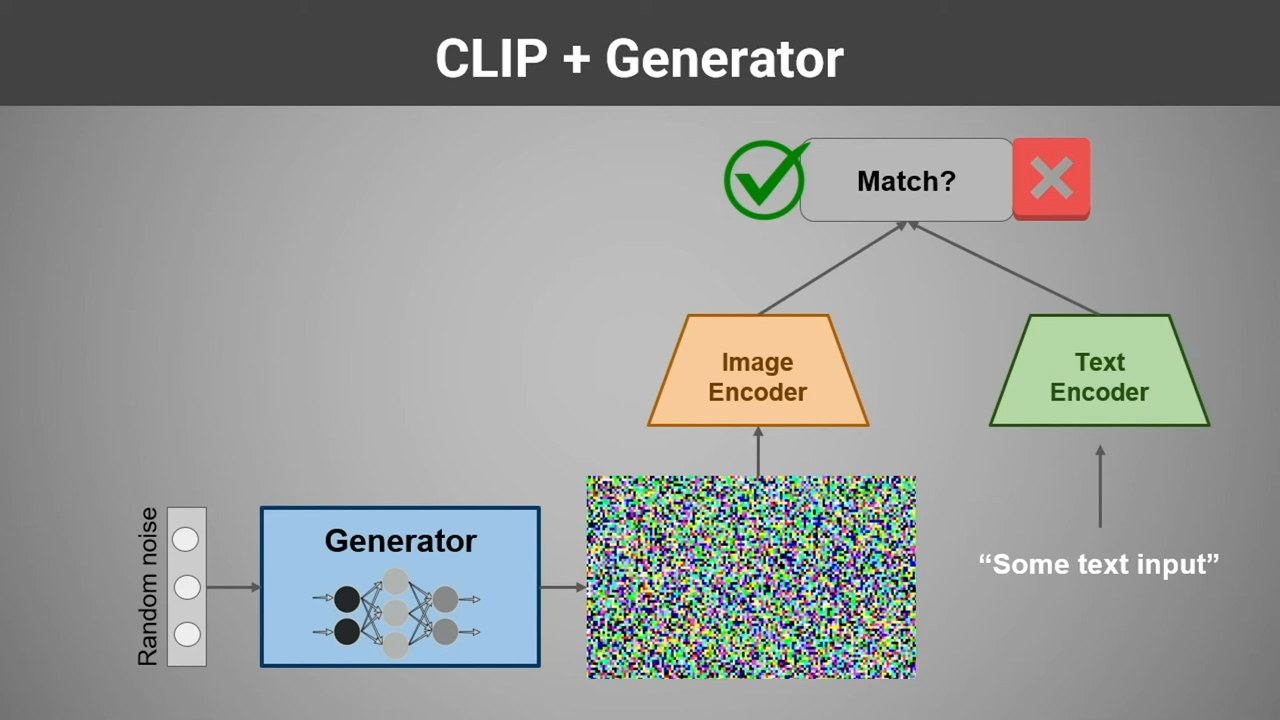 CLIP + Generator
Match?
Image
Encoder
Text
Encoder
Random noise
Generator
“Some text input”